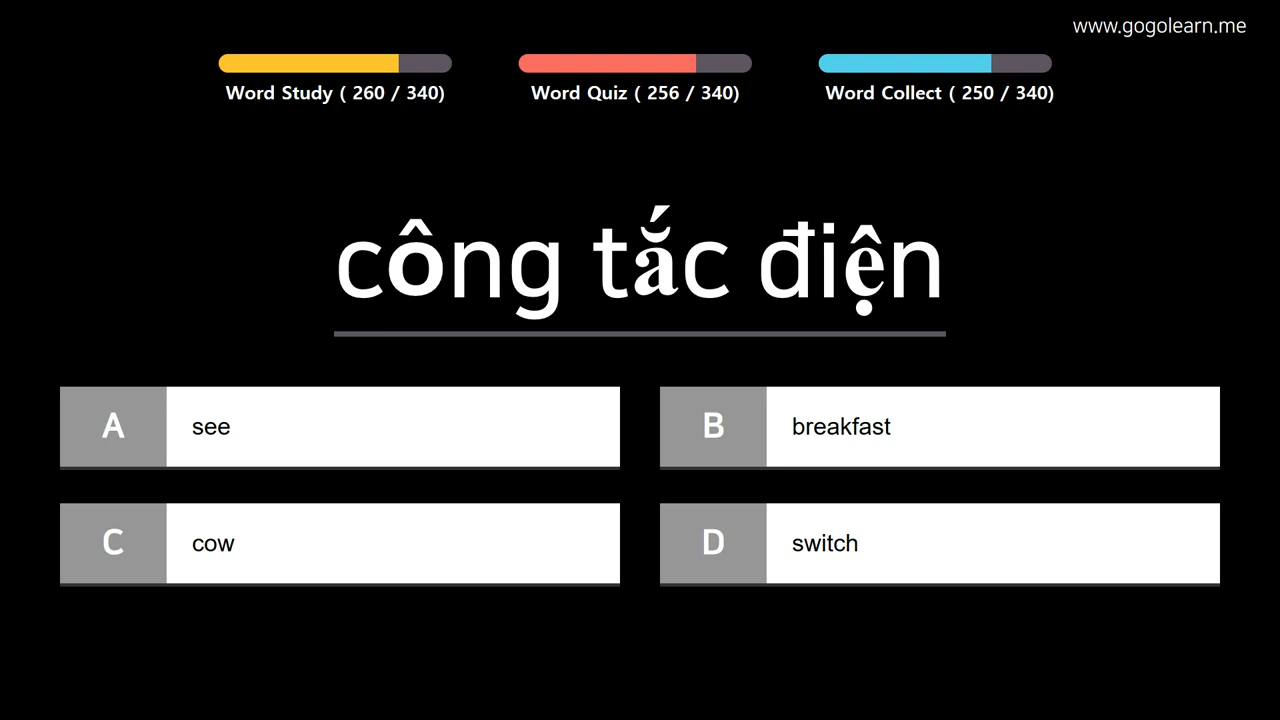 www.gogolearn.me
Word Study ( 260 / 340)
Word Quiz ( 256 / 340)
Word Collect ( 250 / 340)
công tắc điện
A see
B breakfast
C cow
D switch